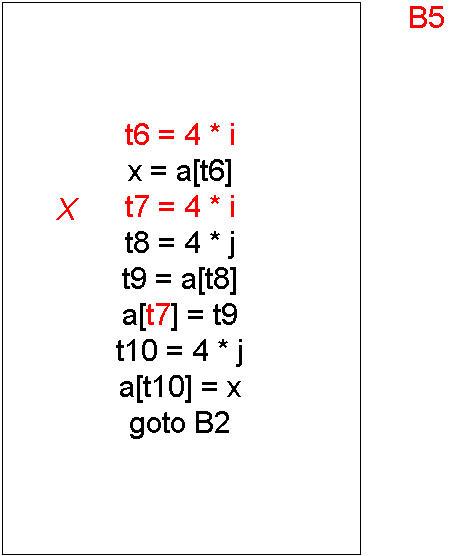 B5
t6 = 4 * i
x = a[t6]
X t7 = 4 * i
t8 = 4 * j
t9 = a[t8]
a[t7] = t9
t10 = 4 * j
a[t10] = x
goto B2